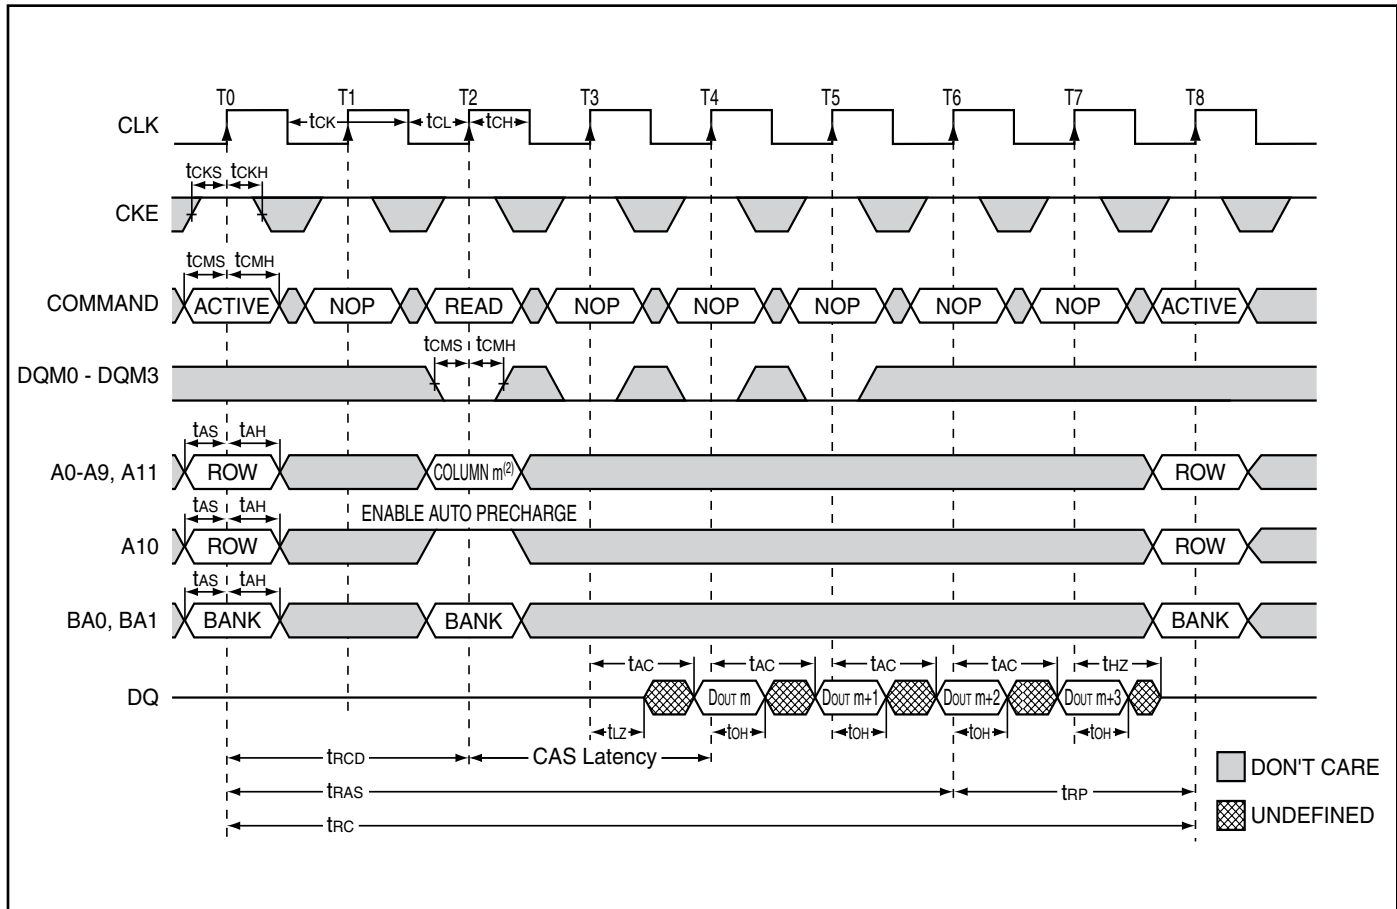 T0 T1 T2 T3 T4 T5 T6 T7 T8
CLK tCK tCL tCH
tCKS tCKH
CKE
tCMS tCMH
COMMAND ACTIVE NOP READ NOP NOP NOP NOP NOP ACTIVE
tCMS tCMH
DQM0 - DQM3
tAS tAH
A0-A9, A11 ROW COLUMN m(2) ROW
tAS tAH ENABLE AUTO PRECHARGE
A10 ROW ROW
tAS tAH
BA0, BA1 BANK BANK BANK
tAC tAC tAC tAC tHZ
DQ DOUT m DOUT m+1 DOUT m+2 DOUT m+3
tLZ tOH tOH tOH tOH
tRCD CAS Latency
DON'T CARE
tRAS tRP
UNDEFINED
tRC